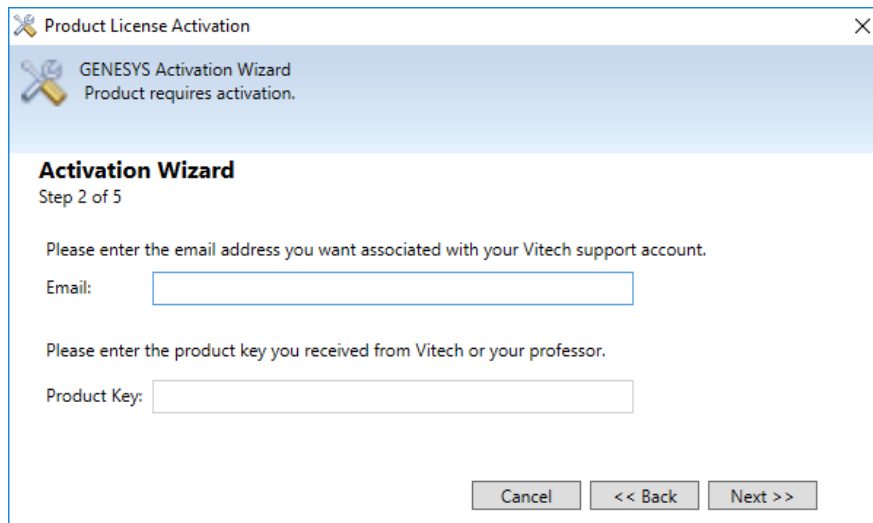 Product License Activation
GENESYS Activation Wizard
Product requires activation.
Activation Wizard
Step 2 of 5
Please enter the email address you want associated with your Vitech support account.
Email:
Please enter the product key you received from Vitech or your professor.
Product Key:
Cancel << Back Next >>